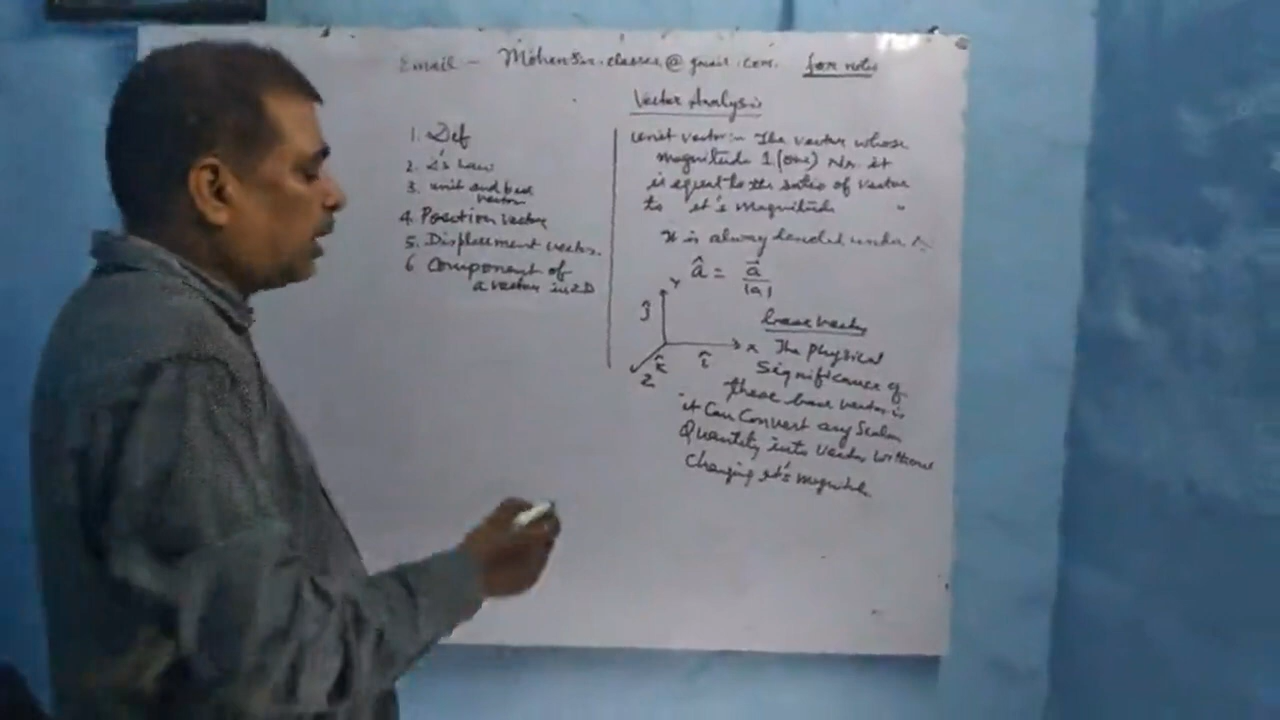 Email - MohanSir.classes@gmail.com. for notes
Vector Analysis
1. Def
2. Δ's Law
3. unit and base
vector
4. Position vector
5. Displacement vector.
6 Component of
a vector in 2D
unit vector:- The vector whose
magnitude 1 (one) No. it
is equal to the ratio of vector
to it's magnitude
It is alway under
â = a⃗
|a|
Y
ĵ
X
î
k̂
Z
base vector
The physical
Significance of
these base vector is
it Can Convert any Scalar
Quantity into vector without
Changing it's magnitude.